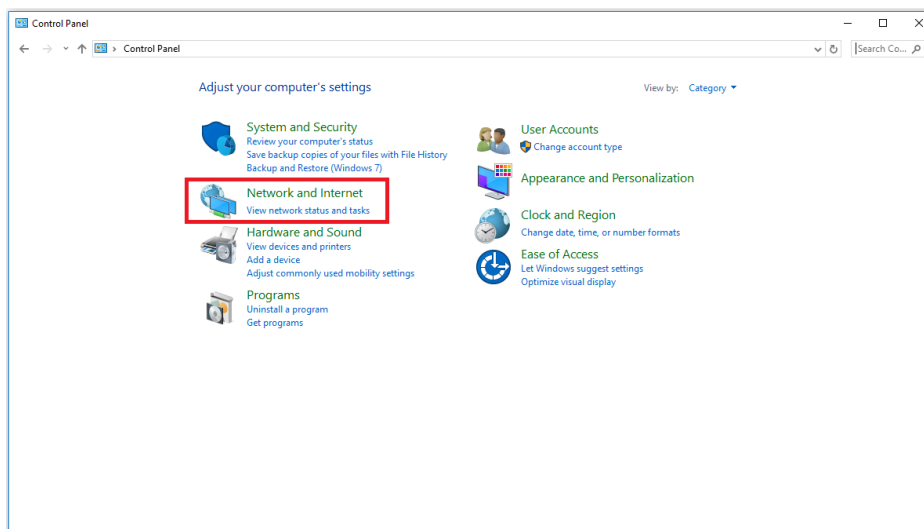 Control Panel
Control Panel
Search Co...
Adjust your computer's settings
View by: Category
System and Security
Review your computer's status
Save backup copies of your files with File History
Backup and Restore (Windows 7)
Network and Internet
View network status and tasks
Hardware and Sound
View devices and printers
Add a device
Adjust commonly used mobility settings
Programs
Uninstall a program
Get programs
User Accounts
Change account type
Appearance and Personalization
Clock and Region
Change date, time, or number formats
Ease of Access
Let Windows suggest settings
Optimize visual display